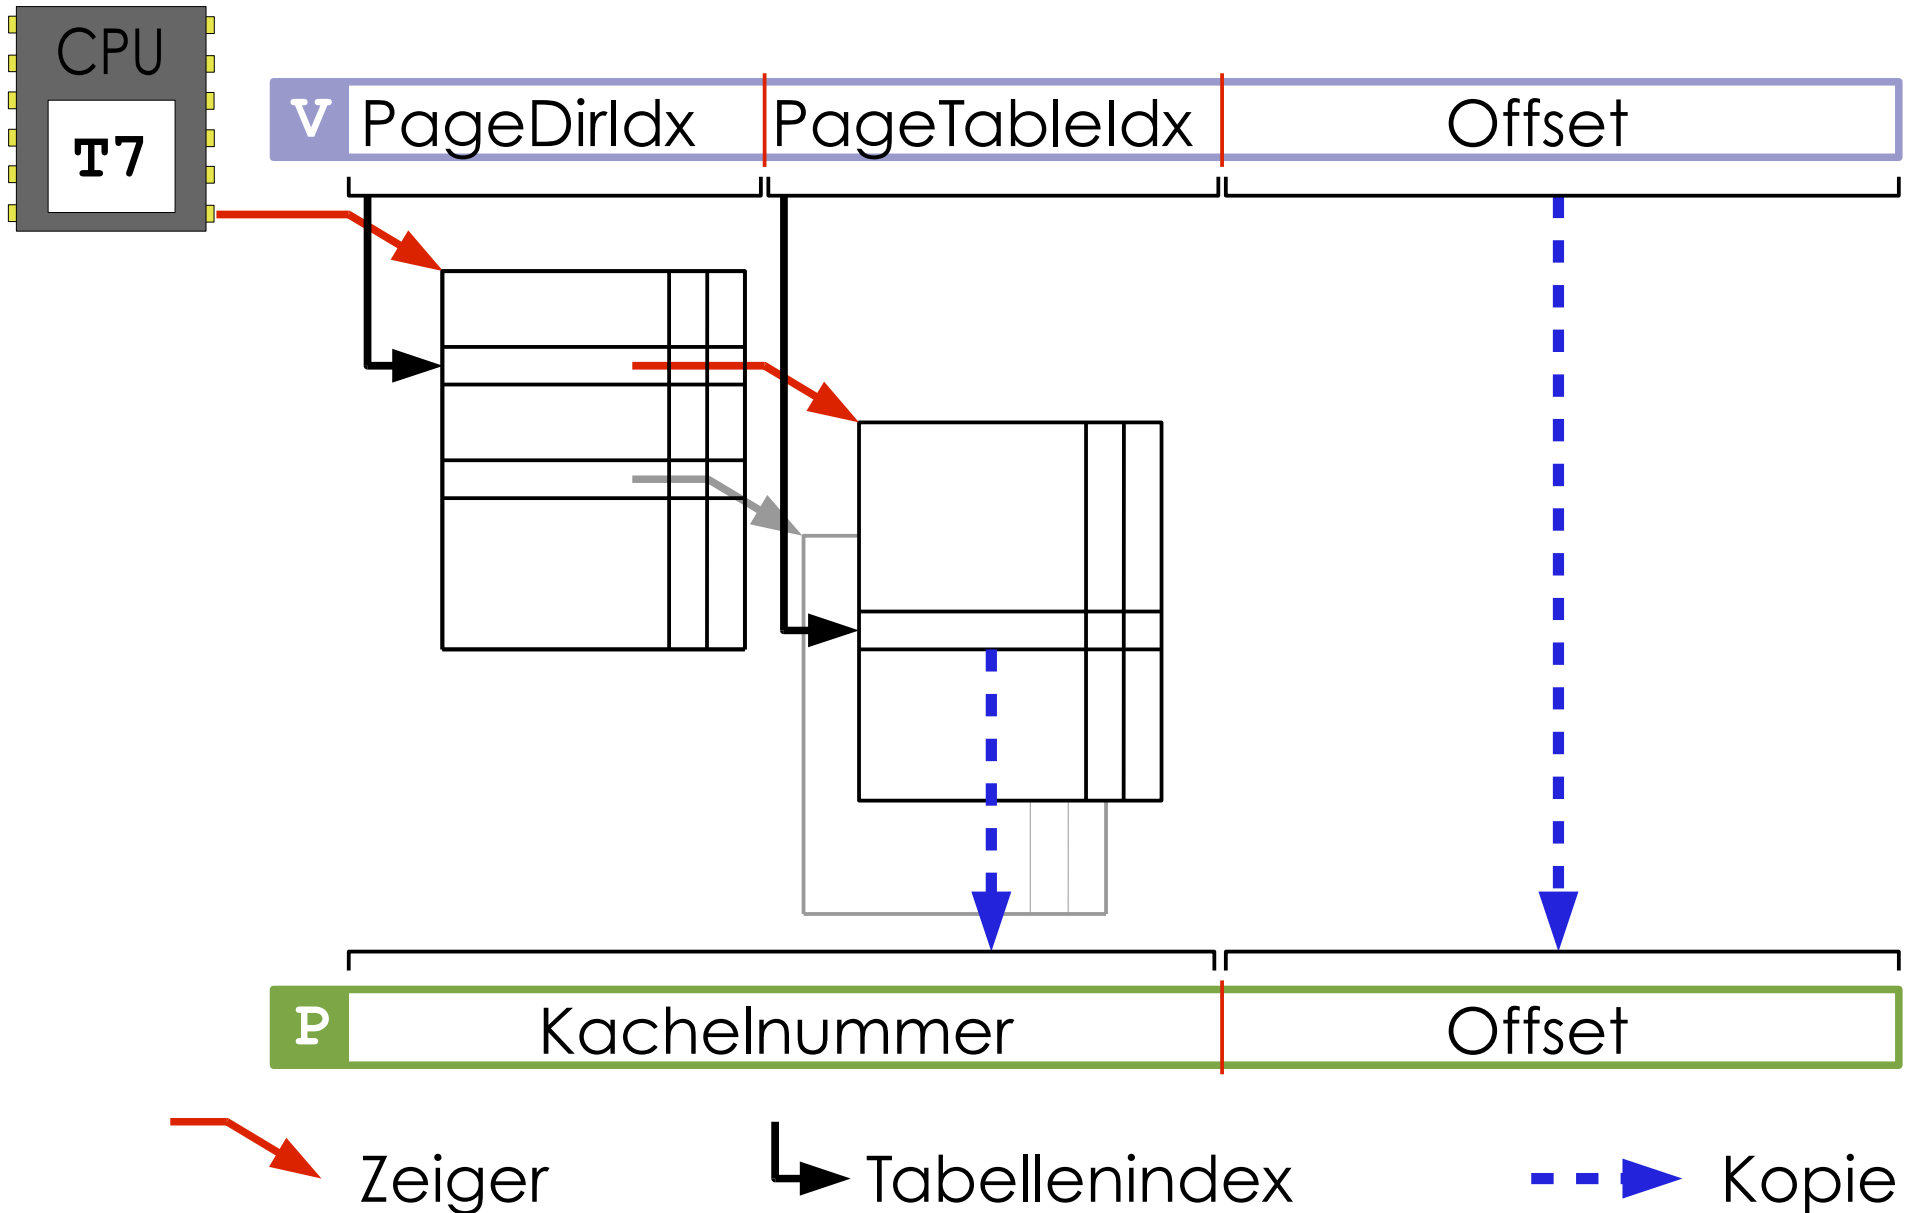 CPU
T7
V PageDirIdx PageTableIdx Offset
P Kachelnummer Offset
Zeiger Tabellenindex Kopie